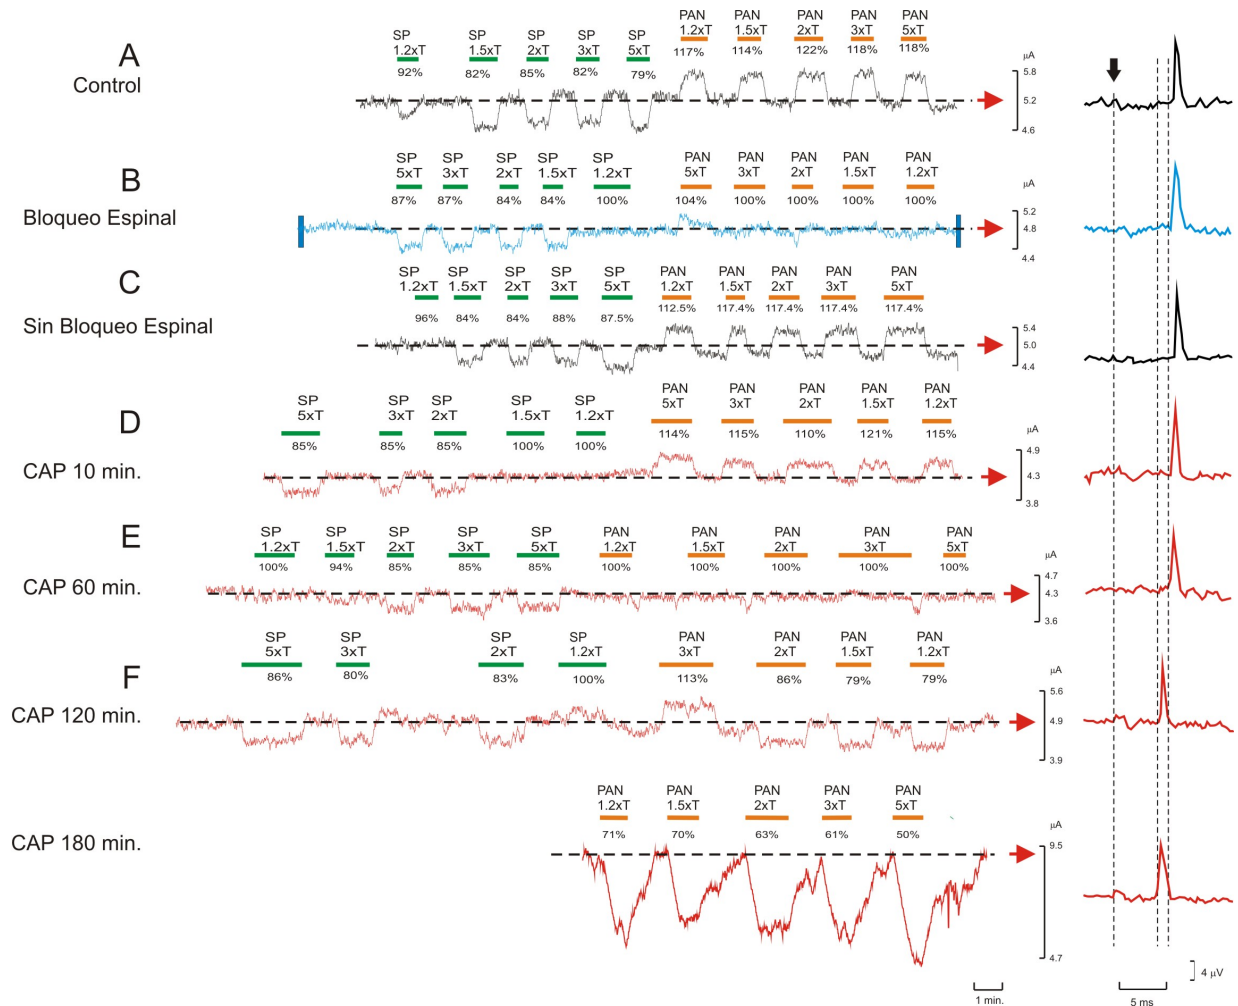 A
Control
SP 1.2xT 92%
SP 1.5xT 82%
SP 2xT 85%
SP 3xT 82%
SP 5xT 79%
PAN 1.2xT 117%
PAN 1.5xT 114%
PAN 2xT 122%
PAN 3xT 118%
PAN 5xT 118%
µA
5.8
5.2
4.6
B
Bloqueo Espinal
SP 5xT 87%
SP 3xT 87%
SP 2xT 84%
SP 1.5xT 84%
SP 1.2xT 100%
PAN 5xT 104%
PAN 3xT 100%
PAN 2xT 100%
PAN 1.5xT 100%
PAN 1.2xT 100%
µA
5.2
4.8
4.4
C
Sin Bloqueo Espinal
SP 1.2xT 96%
SP 1.5xT 84%
SP 2xT 84%
SP 3xT 88%
SP 5xT 87.5%
PAN 1.2xT 112.5%
PAN 1.5xT 117.4%
PAN 2xT 117.4%
PAN 3xT 117.4%
PAN 5xT 117.4%
µA
5.4
5.0
4.4
D
CAP 10 min.
SP 5xT 85%
SP 3xT 85%
SP 2xT 85%
SP 1.5xT 100%
SP 1.2xT 100%
PAN 5xT 114%
PAN 3xT 115%
PAN 2xT 110%
PAN 1.5xT 121%
PAN 1.2xT 115%
µA
4.9
4.3
3.8
E
CAP 60 min.
SP 1.2xT 100%
SP 1.5xT 94%
SP 2xT 85%
SP 3xT 85%
SP 5xT 85%
PAN 1.2xT 100%
PAN 1.5xT 100%
PAN 2xT 100%
PAN 3xT 100%
PAN 5xT 100%
µA
4.7
4.3
3.6
F
CAP 120 min.
SP 5xT 86%
SP 3xT 80%
SP 2xT 83%
SP 1.2xT 100%
PAN 3xT 113%
PAN 2xT 86%
PAN 1.5xT 79%
PAN 1.2xT 79%
µA
5.6
4.9
3.9
CAP 180 min.
PAN 1.2xT 71%
PAN 1.5xT 70%
PAN 2xT 63%
PAN 3xT 61%
PAN 5xT 50%
µA
9.5
4.7
1 min.
4 µV
5 ms